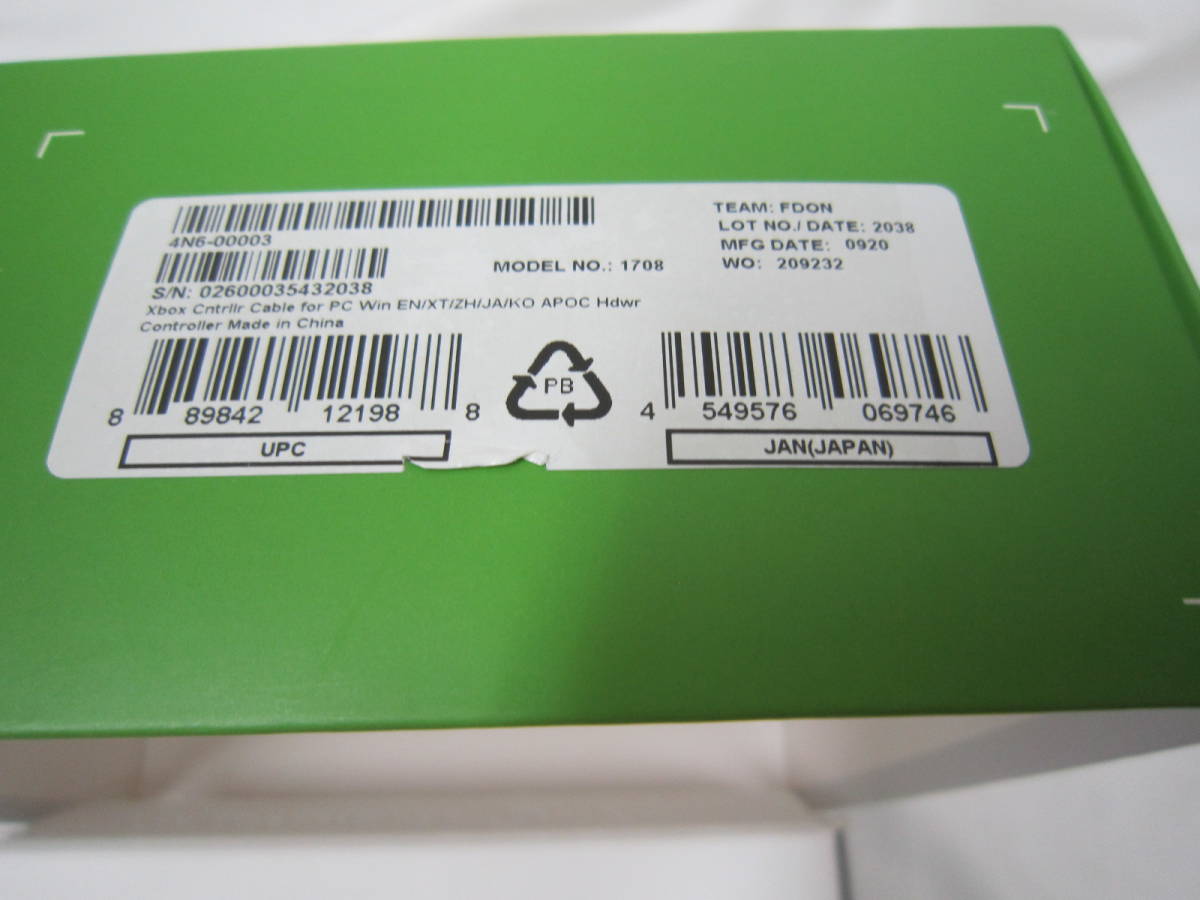 4N6-00003
S/N: 02600035432038
MODEL NO.: 1708
TEAM: FDON
LOT NO./ DATE: 2038
MFG DATE: 0920
WO: 209232
Xbox Cntrllr Cable for PC Win EN/XT/ZH/JA/KO APOC Hdwr
Controller Made in China
8 89842 12198 8
UPC
PB
4 549576 069746
JAN(JAPAN)